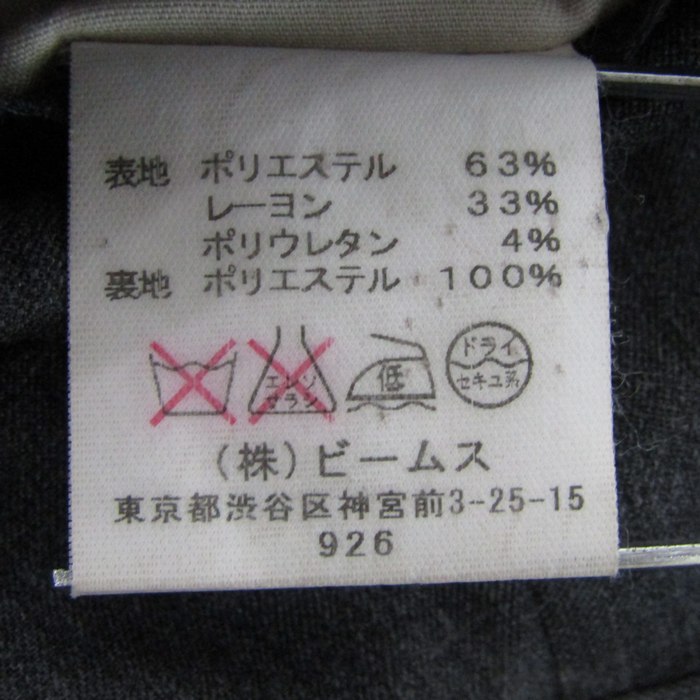 表地 ポリエステル 63%
レーヨン 33%
ポリウレタン 4%
裏地 ポリエステル 100%
エンソ
サラシ
低
ドライ
セキユ系
(株)ビームス
東京都渋谷区神宮前3-25-15
926